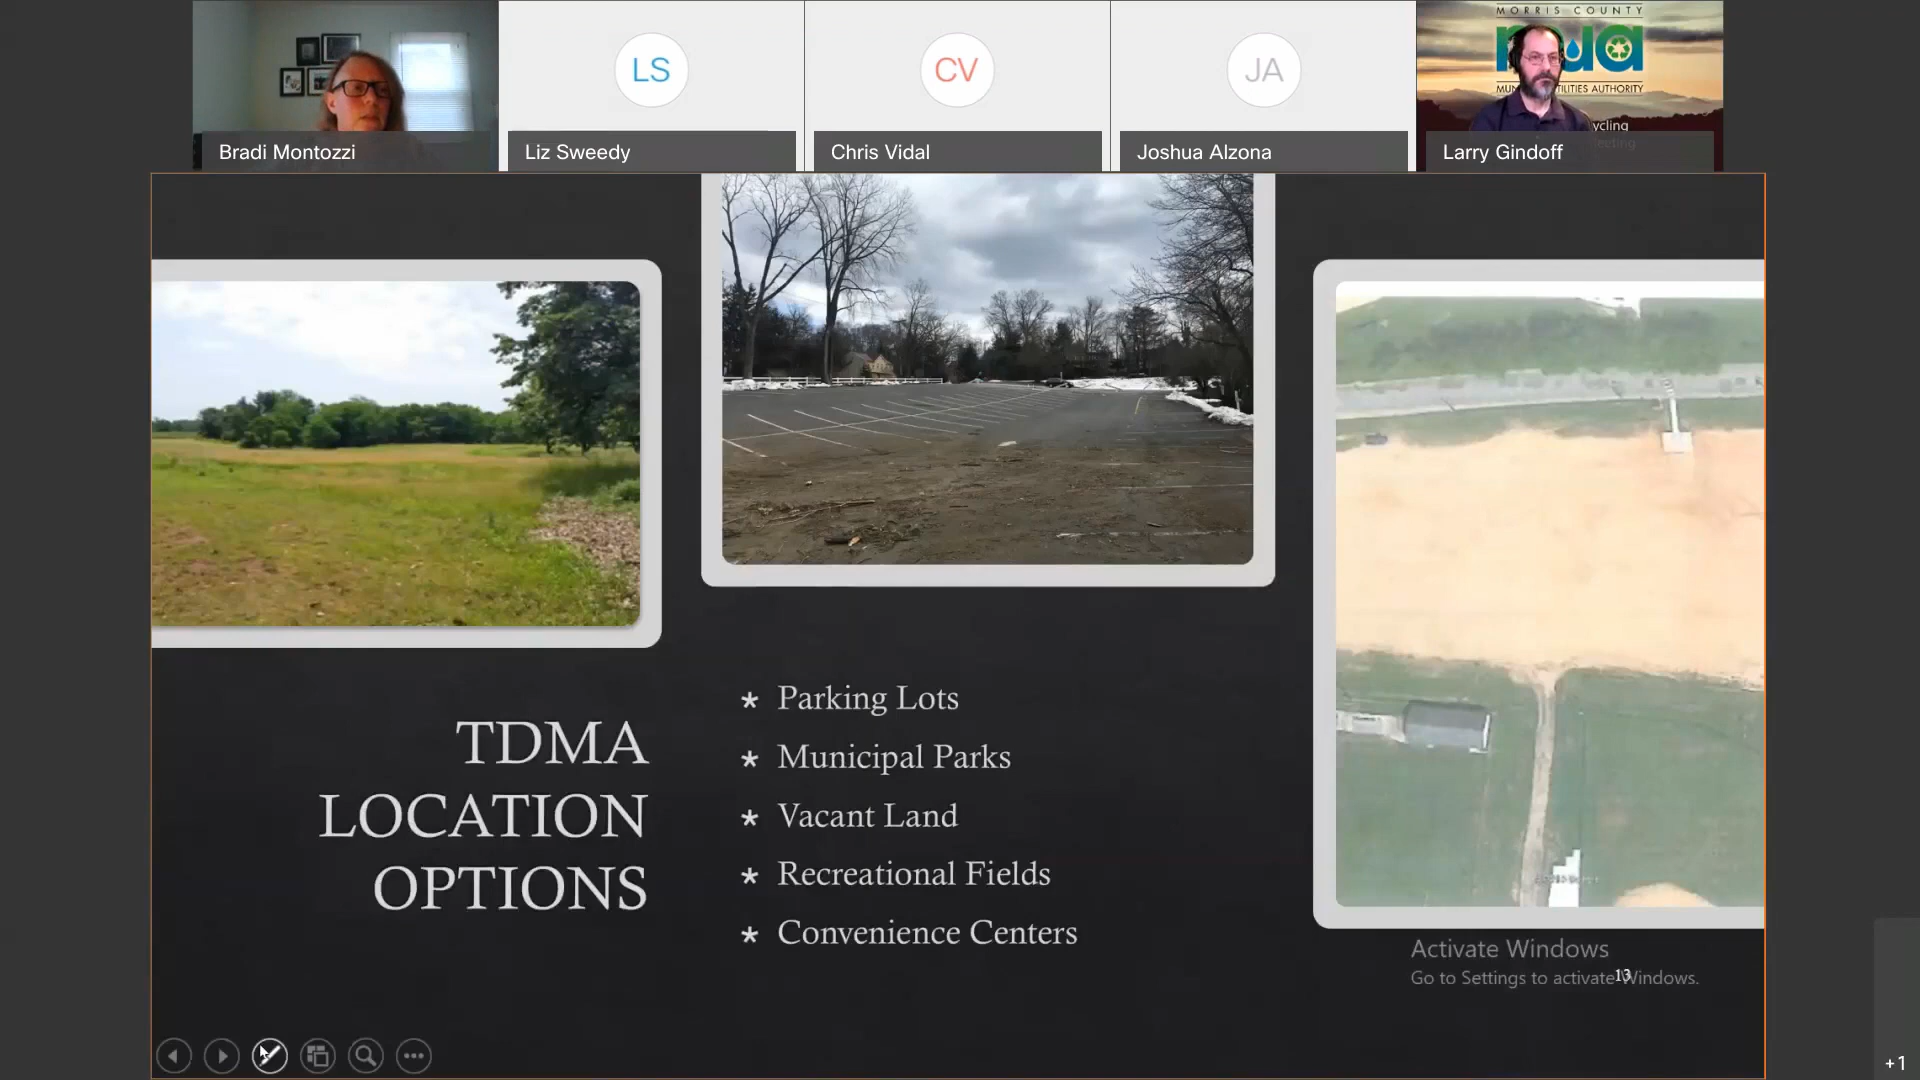 LS
CV
JA
MORRIS COUNTY
ycling
Bradi Montozzi
Liz Sweedy
Chris Vidal
Joshua Alzona
Larry Gindoff
TDMA
LOCATION
OPTIONS
* Parking Lots
* Municipal Parks
* Vacant Land
* Recreational Fields
* Convenience Centers
Activate Windows
Go to Settings to activate Windows.
13
+1